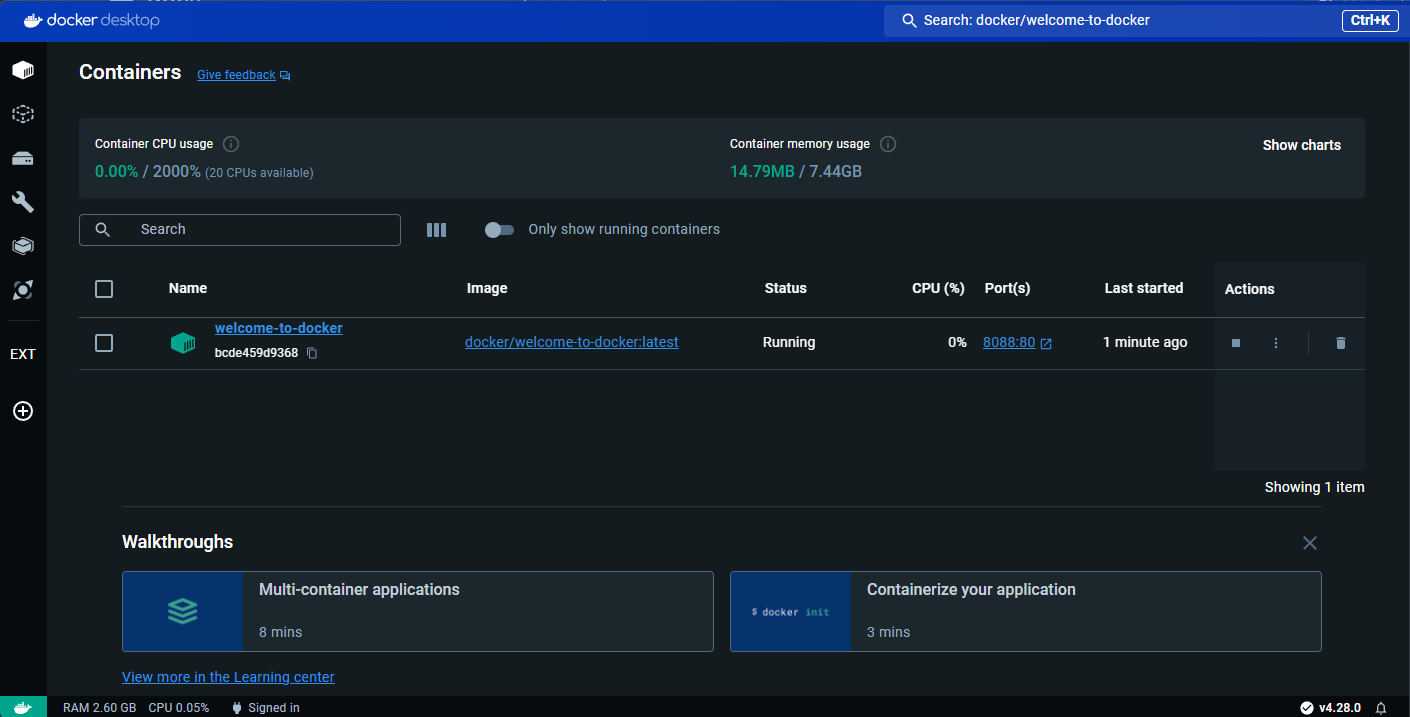 docker desktop
Search: docker/welcome-to-docker
Ctrl+K
Containers
Give feedback
Container CPU usage
0.00% / 2000% (20 CPUs available)
Container memory usage
14.79MB / 7.44GB
Show charts
Search
Only show running containers
Name Image Status CPU (%) Port(s) Last started Actions
welcome-to-docker
bcde459d9368
docker/welcome-to-docker:latest
Running
0%
8088:80
1 minute ago
EXT
Showing 1 item
Walkthroughs
Multi-container applications
8 mins
$ docker init
Containerize your application
3 mins
View more in the Learning center
RAM 2.60 GB CPU 0.05% Signed in
v4.28.0